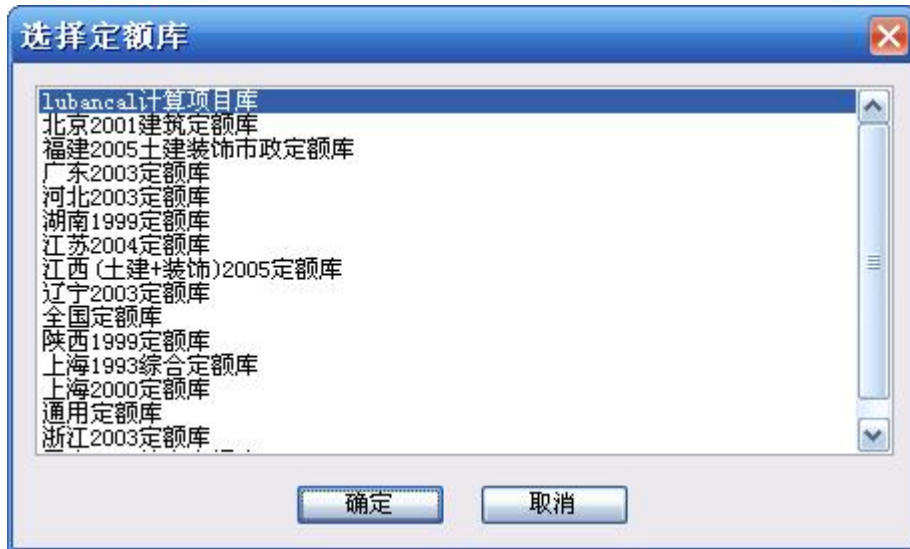 选择定额库
lubancal计算项目库
北京2001建筑定额库
福建2005土建装饰市政定额库
广东2003定额库
河北2003定额库
湖南1999定额库
江苏2004定额库
江西(土建+装饰)2005定额库
辽宁2003定额库
全国定额库
陕西1999定额库
上海1993综合定额库
上海2000定额库
通用定额库
浙江2003定额库
确定 取消